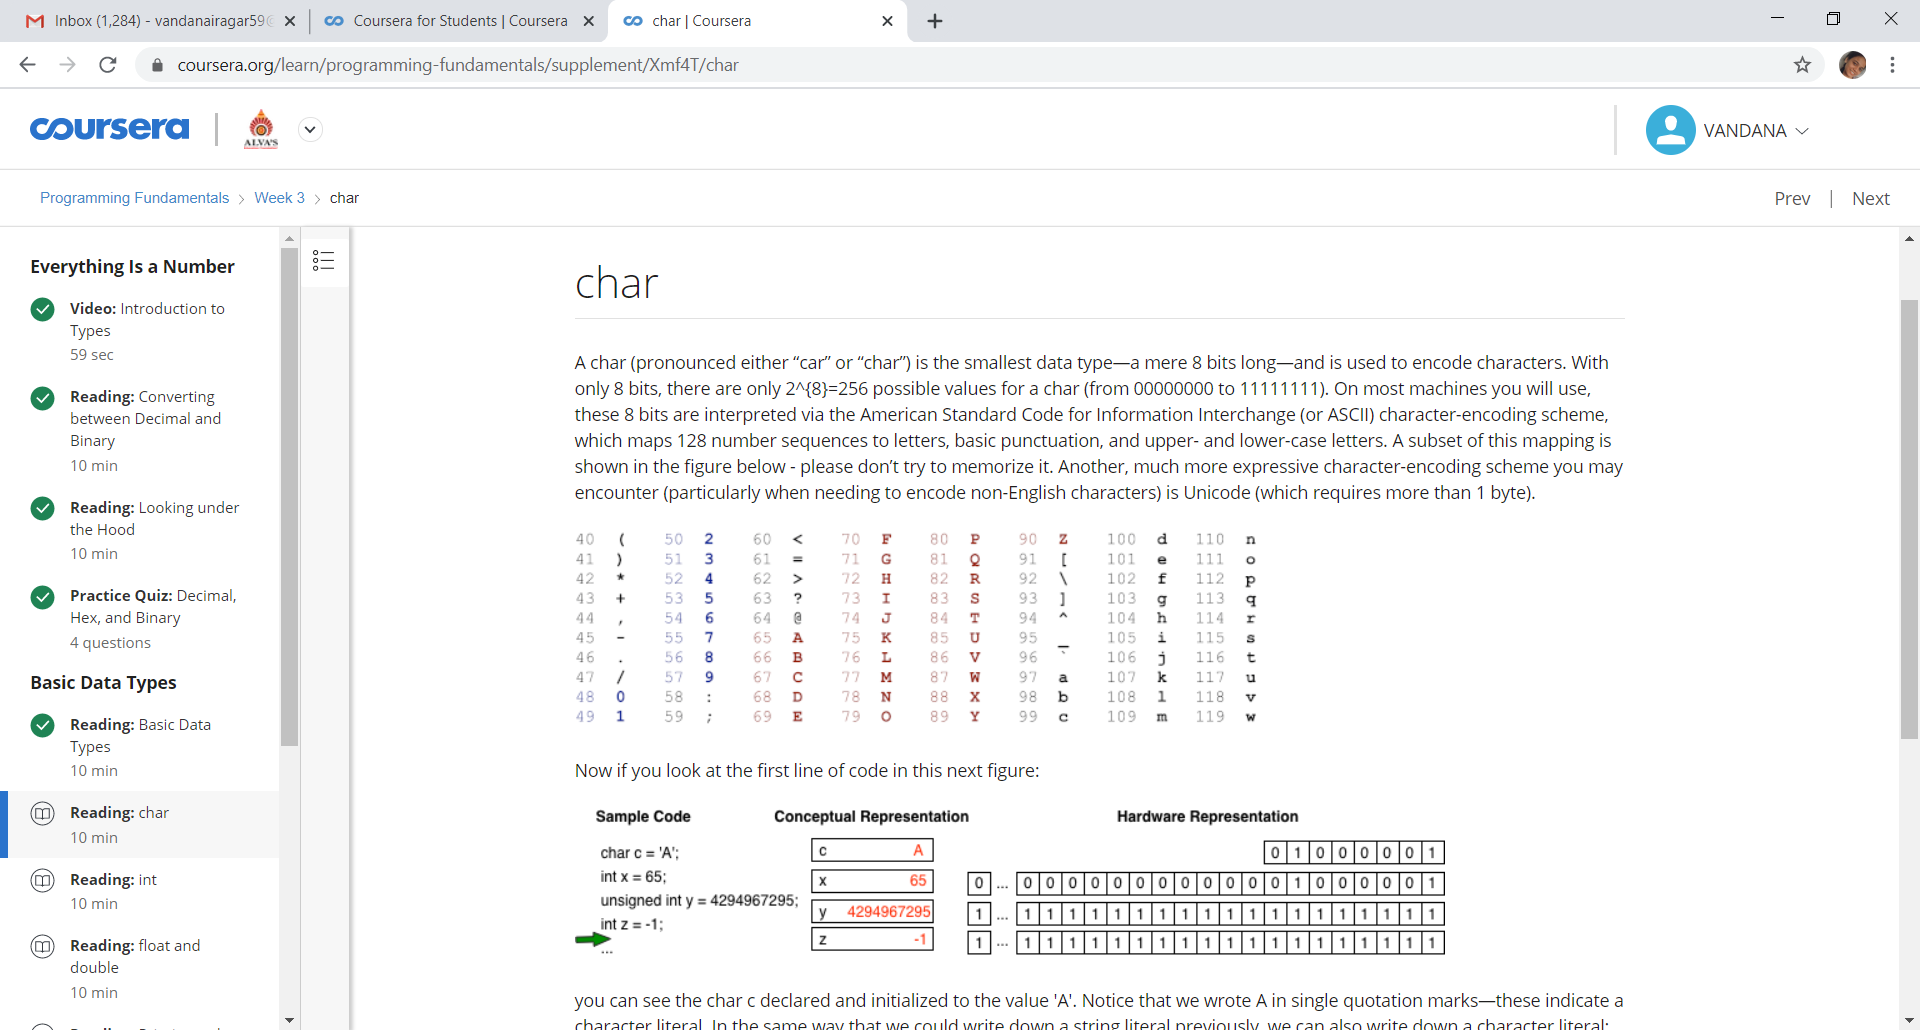 Inbox (1,284) - vandanairagar59
Coursera for Students | Coursera
char | Coursera
coursera.org/learn/programming-fundamentals/supplement/Xmf4T/char
coursera
ALVA'S
VANDANA
Programming Fundamentals > Week 3 > char
Prev | Next
Everything Is a Number
Video: Introduction to
Types
59 sec
Reading: Converting
between Decimal and
Binary
10 min
Reading: Looking under
the Hood
10 min
Practice Quiz: Decimal,
Hex, and Binary
4 questions
Basic Data Types
Reading: Basic Data
Types
10 min
Reading: char
10 min
Reading: int
10 min
Reading: float and
double
10 min
char
A char (pronounced either “car” or “char”) is the smallest data type—a mere 8 bits long—and is used to encode characters. With
only 8 bits, there are only 2^{8}=256 possible values for a char (from 00000000 to 11111111). On most machines you will use,
these 8 bits are interpreted via the American Standard Code for Information Interchange (or ASCII) character-encoding scheme,
which maps 128 number sequences to letters, basic punctuation, and upper- and lower-case letters. A subset of this mapping is
shown in the figure below - please don’t try to memorize it. Another, much more expressive character-encoding scheme you may
encounter (particularly when needing to encode non-English characters) is Unicode (which requires more than 1 byte).
40 ( 50 2 60 < 70 F 80 P 90 Z 100 d 110 n
41 ) 51 3 61 = 71 G 81 Q 91 [ 101 e 111 o
42 * 52 4 62 > 72 H 82 R 92 \ 102 f 112 p
43 + 53 5 63 ? 73 I 83 S 93 ] 103 g 113 q
44 , 54 6 64 @ 74 J 84 T 94 ^ 104 h 114 r
45 - 55 7 65 A 75 K 85 U 95 _ 105 i 115 s
46 . 56 8 66 B 76 L 86 V 96 ` 106 j 116 t
47 / 57 9 67 C 77 M 87 W 97 a 107 k 117 u
48 0 58 : 68 D 78 N 88 X 98 b 108 l 118 v
49 1 59 ; 69 E 79 O 89 Y 99 c 109 m 119 w
Now if you look at the first line of code in this next figure:
Sample Code Conceptual Representation Hardware Representation
char c = 'A'; c A 0 1 0 0 0 0 0 1
int x = 65; x 65 0 ... 0 0 0 0 0 0 0 0 0 0 0 0 1 0 0 0 0 0 1
unsigned int y = 4294967295; y 4294967295 1 ... 1 1 1 1 1 1 1 1 1 1 1 1 1 1 1 1 1 1 1
int z = -1; z -1 1 ... 1 1 1 1 1 1 1 1 1 1 1 1 1 1 1 1 1 1 1
...
you can see the char c declared and initialized to the value 'A'. Notice that we wrote A in single quotation marks—these indicate a
character literal. In the same way that we could write down a string literal previously, we can also write down a character literal: